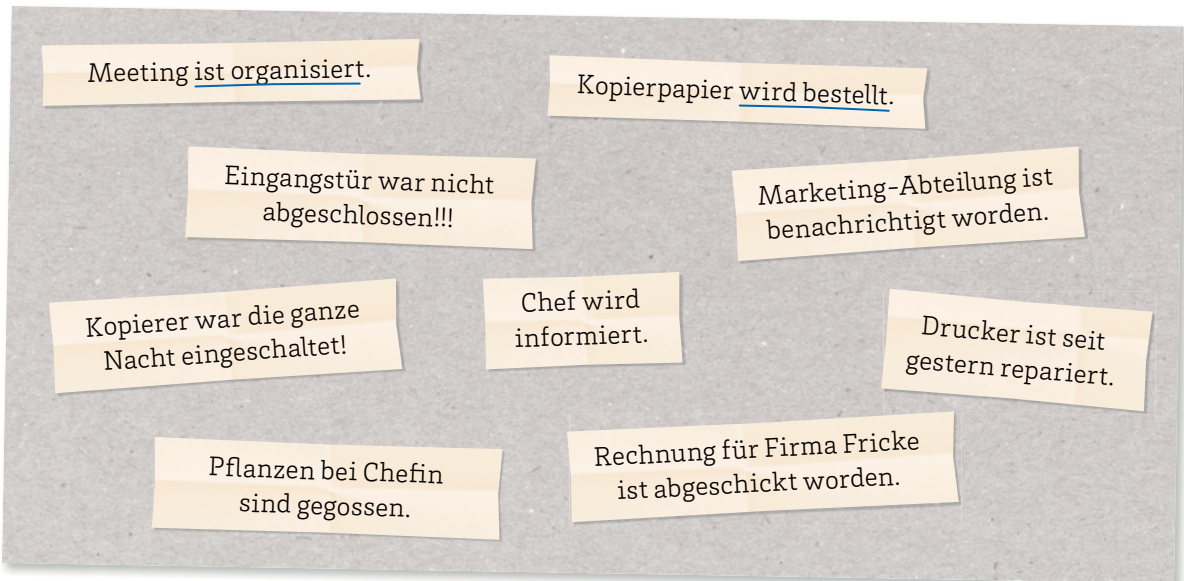 Meeting ist organisiert.
Kopierpapier wird bestellt.
Eingangstür war nicht
abgeschlossen!!!
Marketing-Abteilung ist
benachrichtigt worden.
Kopierer war die ganze
Nacht eingeschaltet!
Chef wird
informiert.
Drucker ist seit
gestern repariert.
Pflanzen bei Chefin
sind gegossen.
Rechnung für Firma Fricke
ist abgeschickt worden.